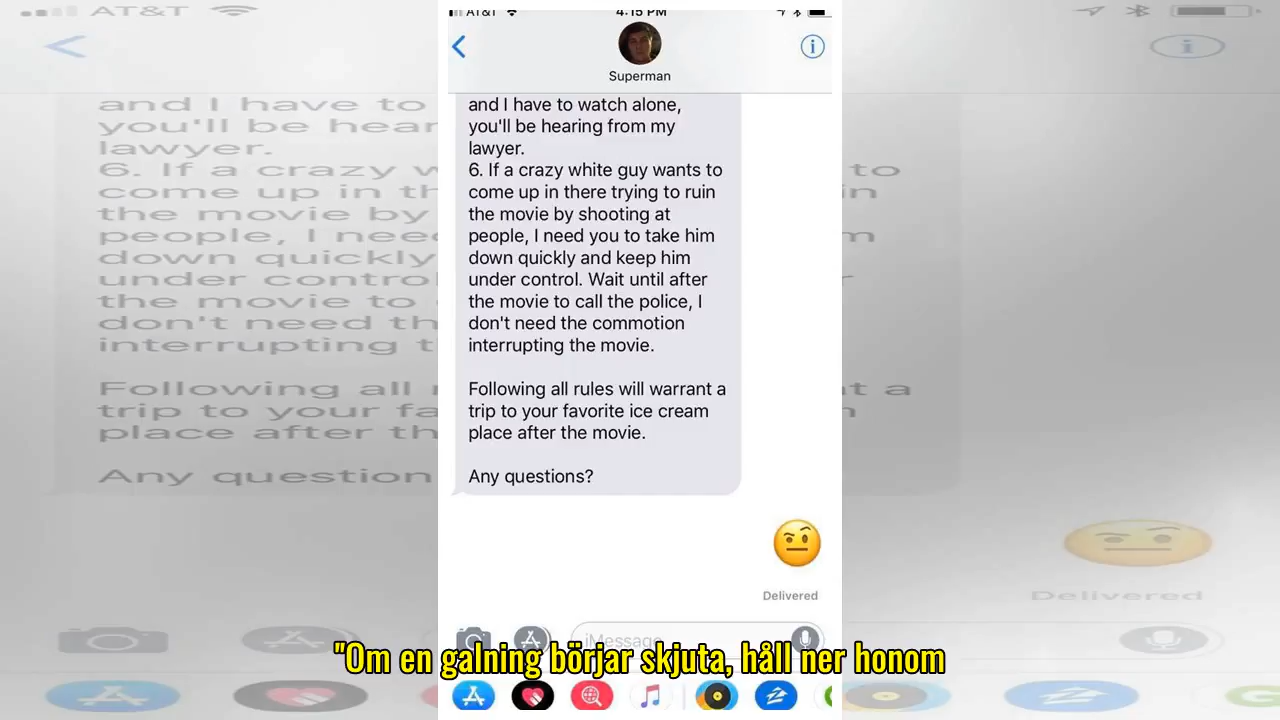 AT&T
4:15 PM
Superman
and I have to watch alone,
you'll be hearing from my
lawyer.
6. If a crazy white guy wants to
come up in there trying to ruin
the movie by shooting at
people, I need you to take him
down quickly and keep him
under control. Wait until after
the movie to call the police, I
don't need the commotion
interrupting the movie.
Following all rules will warrant a
trip to your favorite ice cream
place after the movie.
Any questions?
Delivered
iMessage
"Om en galning börjar skjuta, håll ner honom